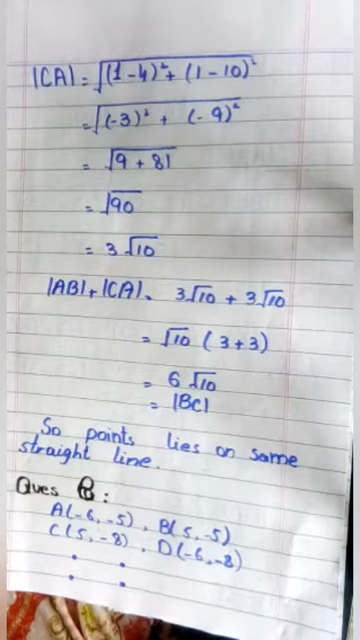 |CA| = √(1-4)² + (1-10)²
= √(-3)² + (-9)²
= √9 + 81
= √90
= 3√10
|AB| + |CA| = 3√10 + 3√10
= √10 (3+3)
= 6√10
= |BC|
So points lies on same
straight line.
Ques :
A(-6,-5), B(5,-5)
C(5,-8), D(-6,-8)